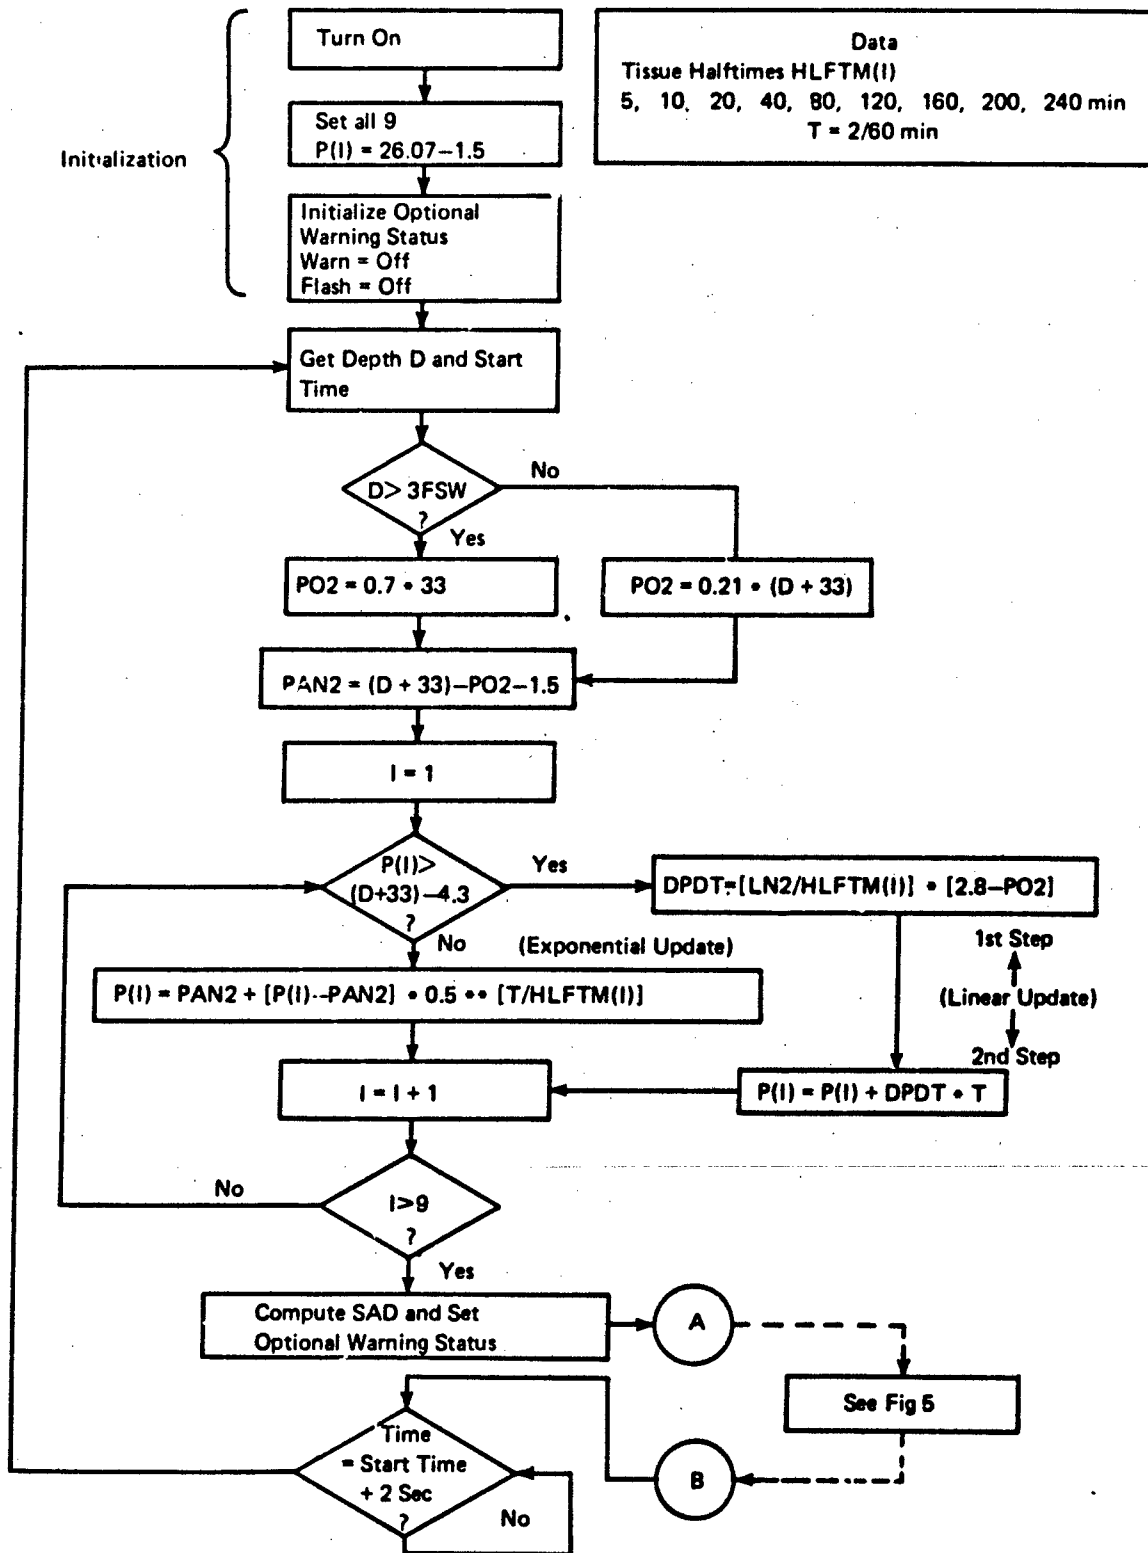 Turn On
Data
Tissue Halftimes HLFTM(I)
5, 10, 20, 40, 80, 120, 160, 200, 240 min
T = 2/60 min
Set all 9
P(I) = 26.07–1.5
Initialization
Initialize Optional
Warning Status
Warn = Off
Flash = Off
Get Depth D and Start
Time
D> 3FSW
?
No
Yes
PO2 = 0.7 * 33
PO2 = 0.21 * (D + 33)
PAN2 = (D + 33)–PO2–1.5
I = 1
P(I)>
(D+33)–4.3
?
Yes
No
DPDT=[LN2/HLFTM(I)] * [2.8–PO2]
(Exponential Update)
1st Step
(Linear Update)
2nd Step
P(I) = PAN2 + [P(I)–PAN2] * 0.5 ** [T/HLFTM(I)]
I = I + 1
P(I) = P(I) + DPDT * T
No
I>9
?
Yes
Compute SAD and Set
Optional Warning Status
A
See Fig 5
Time
= Start Time
+ 2 Sec
?
No
B